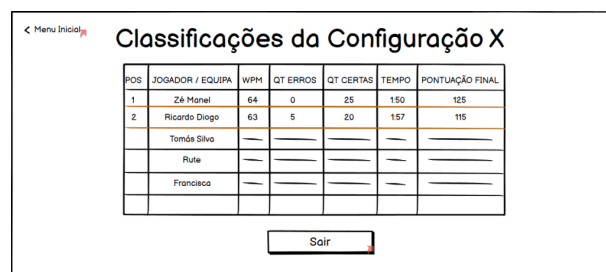 < Menu Inicial
Classificações da Configuração X
POS JOGADOR / EQUIPA WPM QT ERROS QT CERTAS TEMPO PONTUAÇÃO FINAL
1 Zé Manel 64 0 25 1:50 125
2 Ricardo Diogo 63 5 20 1:57 115
Tomás Silva
Rute
Francisca
Sair